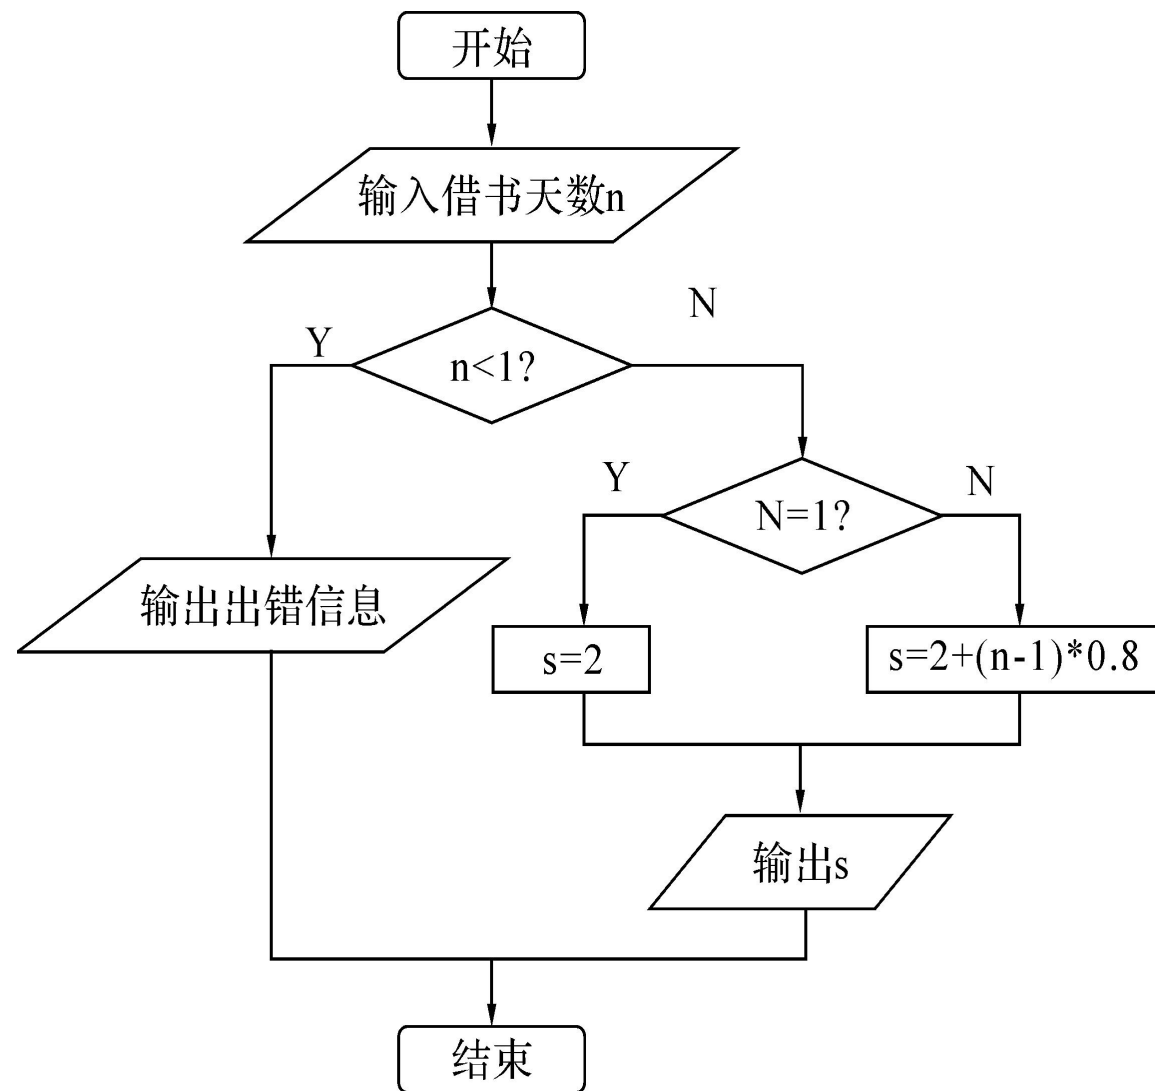 开始
输入借书天数n
N
Y
n<1?
Y
N
N=1?
输出出错信息
s=2
s=2+(n-1)*0.8
输出s
结束